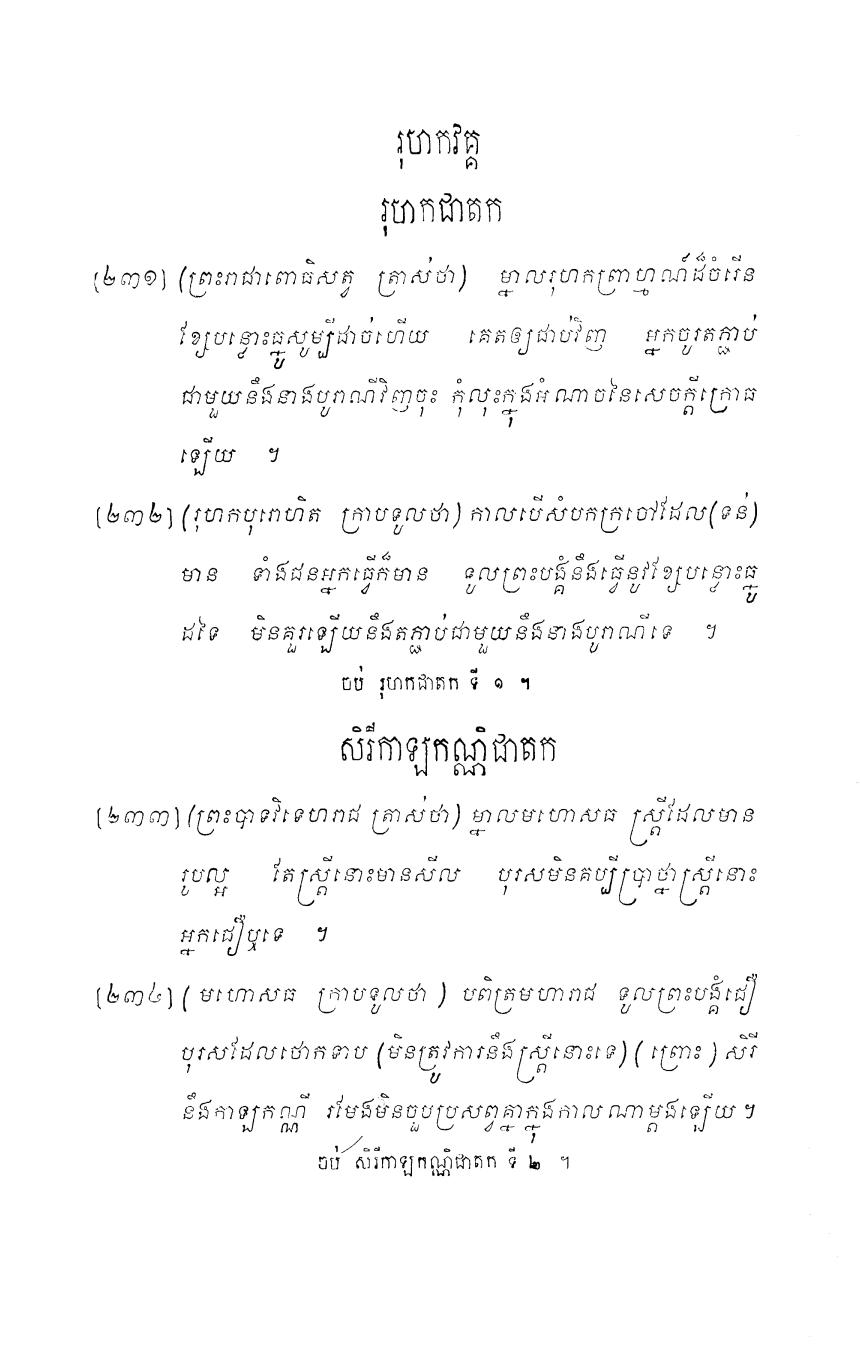 រុហកវគ្គ
រុហកជាតក
[២៣១] (ព្រះរាជាពោធិសត្វ ត្រាស់ថា) ម្នាលរុហកព្រាហ្មណ៍ដ៏ចំរើន
ខ្សែបន្ទោះធ្នូសូម្បីដាច់ហើយ គេតឲ្យជាប់វិញ អ្នកចូរតភ្ជាប់
ជាមួយនឹងនាងបូរាណីវិញចុះ កុំលុះក្នុងអំណាចនៃសេចក្តីក្រោធ
ឡើយ ។
[២៣២] (រុហកបុរោហិត ក្រាបទូលថា) កាលបើសំបកក្រចៅដែល(ទន់)
មាន ទាំងជនអ្នកធ្វើក៏មាន ទូលព្រះបង្គំនឹងធ្វើនូវខ្សែបន្ទោះធ្នូ
ដទៃ មិនគួរឡើយនឹងតភ្ជាប់ជាមួយនឹងនាងបូរាណីទេ ។
ចប់ រុហកជាតក ទី ១ ។
សិរីកាឡកណ្ណិជាតក
[២៣៣] (ព្រះបាទវិទេហរាជ ត្រាស់ថា) ម្នាលមហោសធ ស្ត្រីដែលមាន
រូបល្អ តែស្ត្រីនោះមានសីល បុរសមិនគប្បីប្រាថ្នាស្ត្រីនោះ
អ្នកជឿឬទេ ។
[២៣៤] ( មហោសធ ក្រាបទូលថា ) បពិត្រមហារាជ ទូលព្រះបង្គំជឿ
បុរសដែលថោកទាប (មិនត្រូវការនឹងស្ត្រីនោះទេ) ( ព្រោះ ) សិរី
នឹងកាឡកណ្ណី រមែងមិនចួបប្រសព្វគ្នាក្នុងកាលណាម្តងឡើយ ។
ចប់ សិរីកាឡកណ្ណិជាតក ទី ២ ។